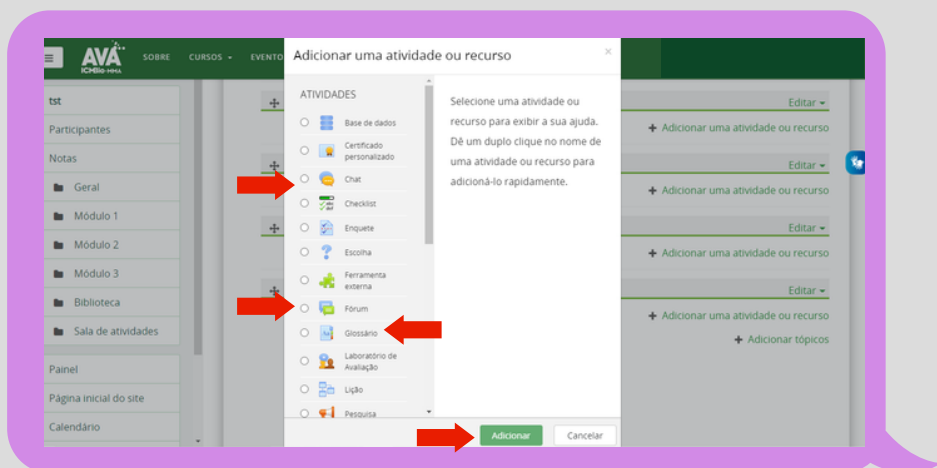 AVÁ
ICMBio-MMA
SOBRE
CURSOS
EVENTO
tst
Participantes
Notas
Geral
Módulo 1
Módulo 2
Módulo 3
Biblioteca
Sala de atividades
Painel
Página inicial do site
Calendário
Adicionar uma atividade ou recurso
×
ATIVIDADES
Base de dados
Certificado
personalizado
Chat
Checklist
Enquete
Escolha
Ferramenta
externa
Fórum
Glossário
Laboratório de
Avaliação
Lição
Pesquisa
Selecione uma atividade ou
recurso para exibir a sua ajuda.
Dê um duplo clique no nome de
uma atividade ou recurso para
adicioná-lo rapidamente.
Adicionar
Cancelar
Editar
+ Adicionar uma atividade ou recurso
Editar
+ Adicionar uma atividade ou recurso
Editar
+ Adicionar uma atividade ou recurso
Editar
+ Adicionar uma atividade ou recurso
+ Adicionar tópicos